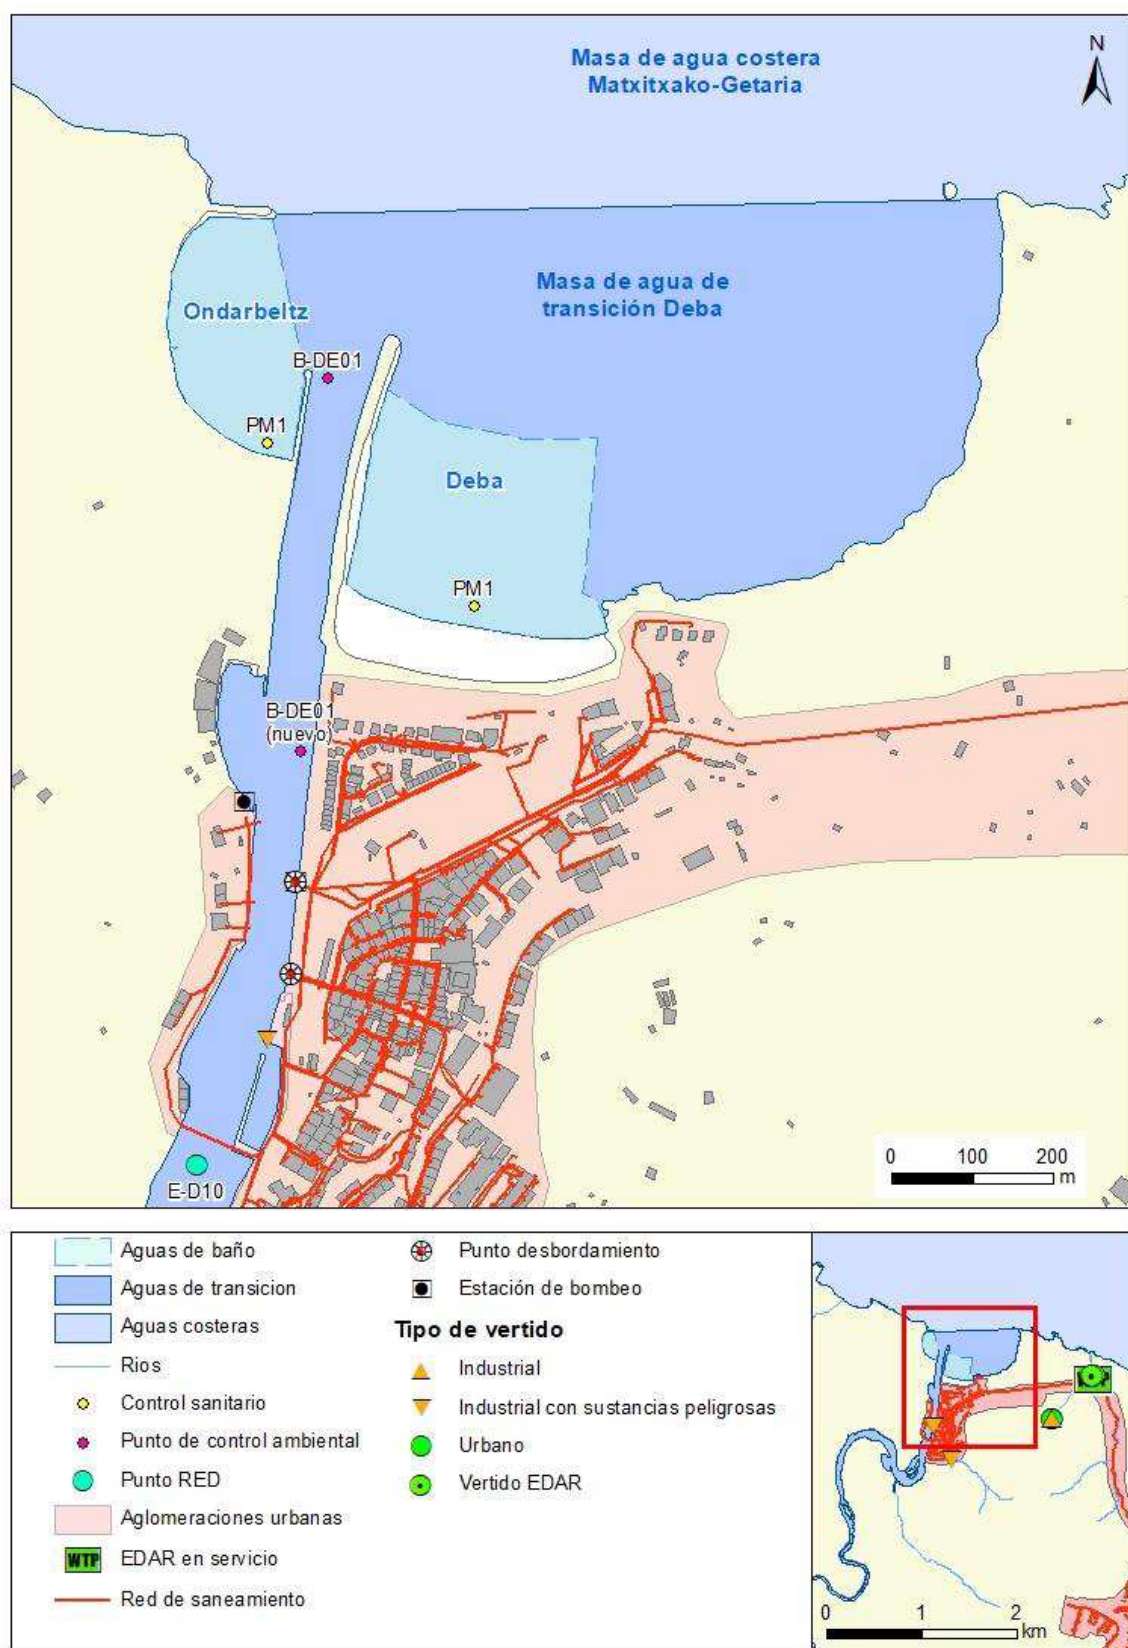 Masa de agua costera
Matxitxako-Getaria
N
Masa de agua de
transición Deba
Ondarbeltz
B-DE01
PM1
Deba
PM1
B-DE01
(nuevo)
0 100 200
m
E-D10
Aguas de baño
Aguas de transicion
Aguas costeras
Rios
Control sanitario
Punto de control ambiental
Punto RED
Aglomeraciones urbanas
WTP EDAR en servicio
Red de saneamiento
Punto desbordamiento
Estación de bombeo
Tipo de vertido
Industrial
Industrial con sustancias peligrosas
Urbano
Vertido EDAR
0 1 2
km